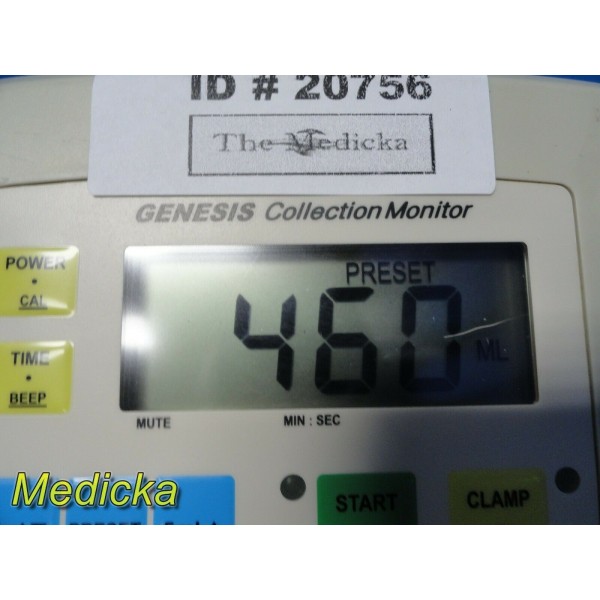 ID # 20756
The Medicka
GENESIS Collection Monitor
POWER
CAL
PRESET
460 ML
TIME
BEEP
MUTE MIN : SEC
Medicka
START CLAMP
PRESET